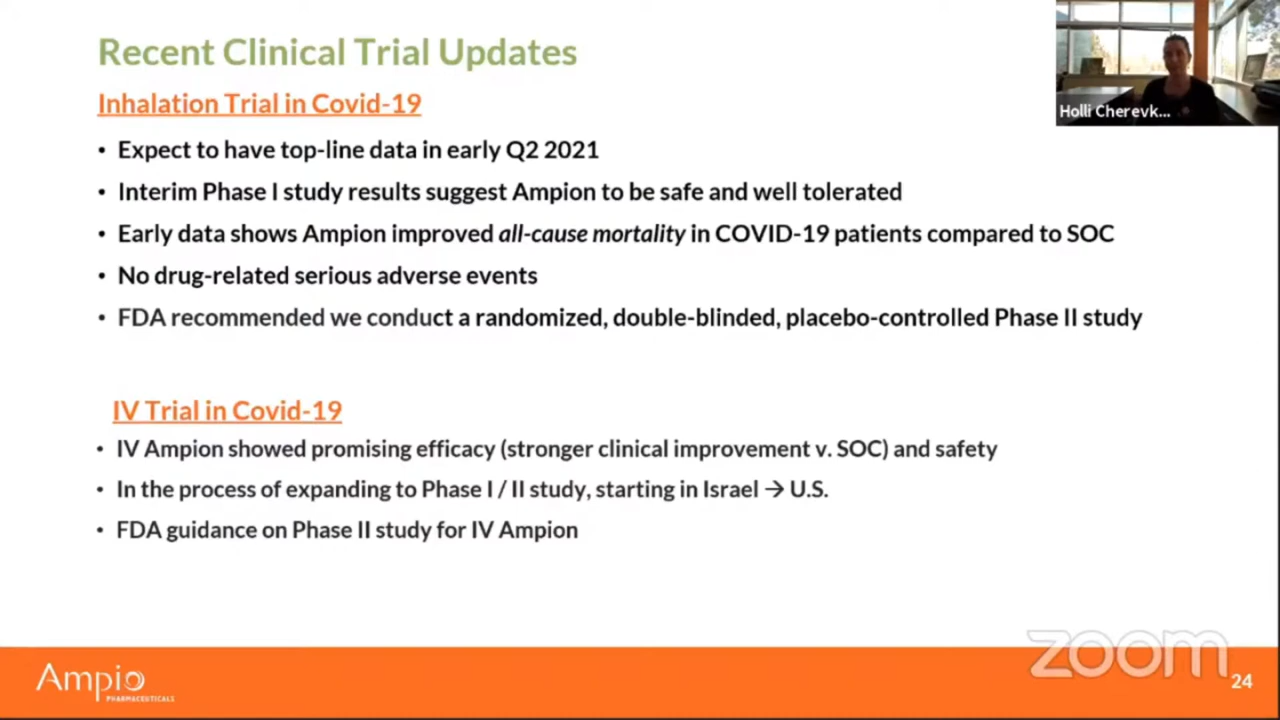 Recent Clinical Trial Updates
Holli Cherevk...
Inhalation Trial in Covid-19
• Expect to have top-line data in early Q2 2021
• Interim Phase I study results suggest Ampion to be safe and well tolerated
• Early data shows Ampion improved all-cause mortality in COVID-19 patients compared to SOC
• No drug-related serious adverse events
• FDA recommended we conduct a randomized, double-blinded, placebo-controlled Phase II study
IV Trial in Covid-19
• IV Ampion showed promising efficacy (stronger clinical improvement v. SOC) and safety
• In the process of expanding to Phase I / II study, starting in Israel → U.S.
• FDA guidance on Phase II study for IV Ampion
zoom
Ampio
PHARMACEUTICALS
24